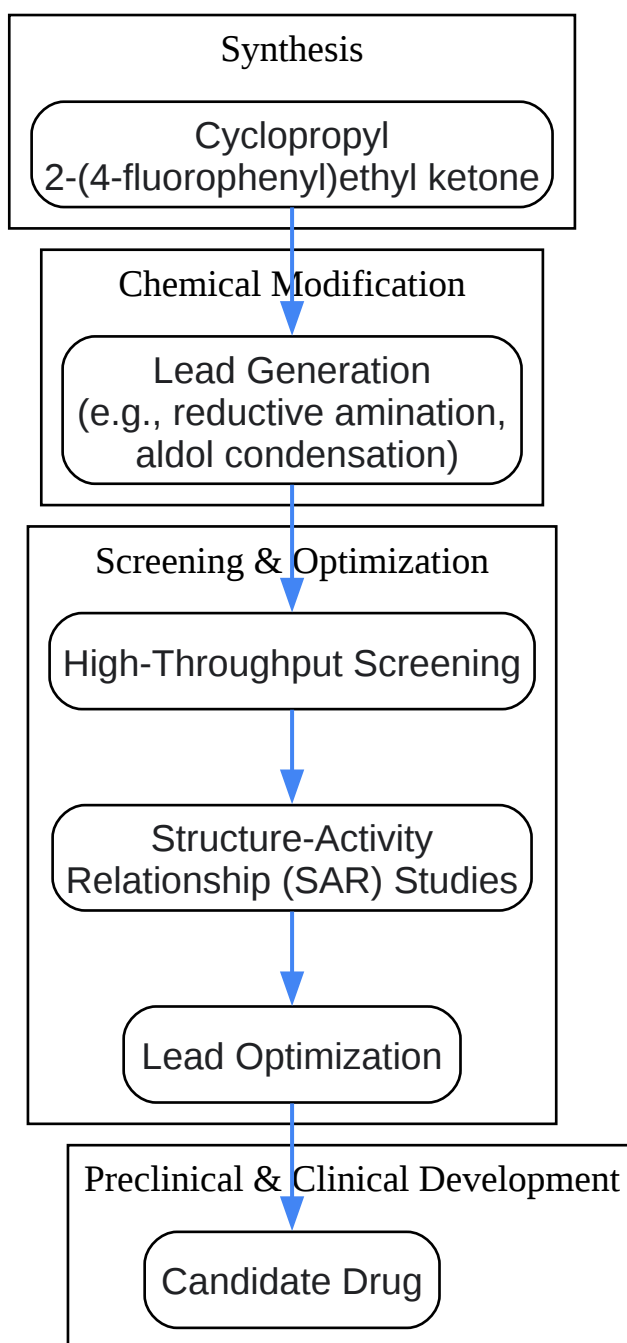 Synthesis
Cyclopropyl
2-(4-fluorophenyl)ethyl ketone
Chemical Modification
Lead Generation
(e.g., reductive amination,
aldol condensation)
Screening & Optimization
High-Throughput Screening
Structure-Activity
Relationship (SAR) Studies
Lead Optimization
Preclinical & Clinical Development
Candidate Drug